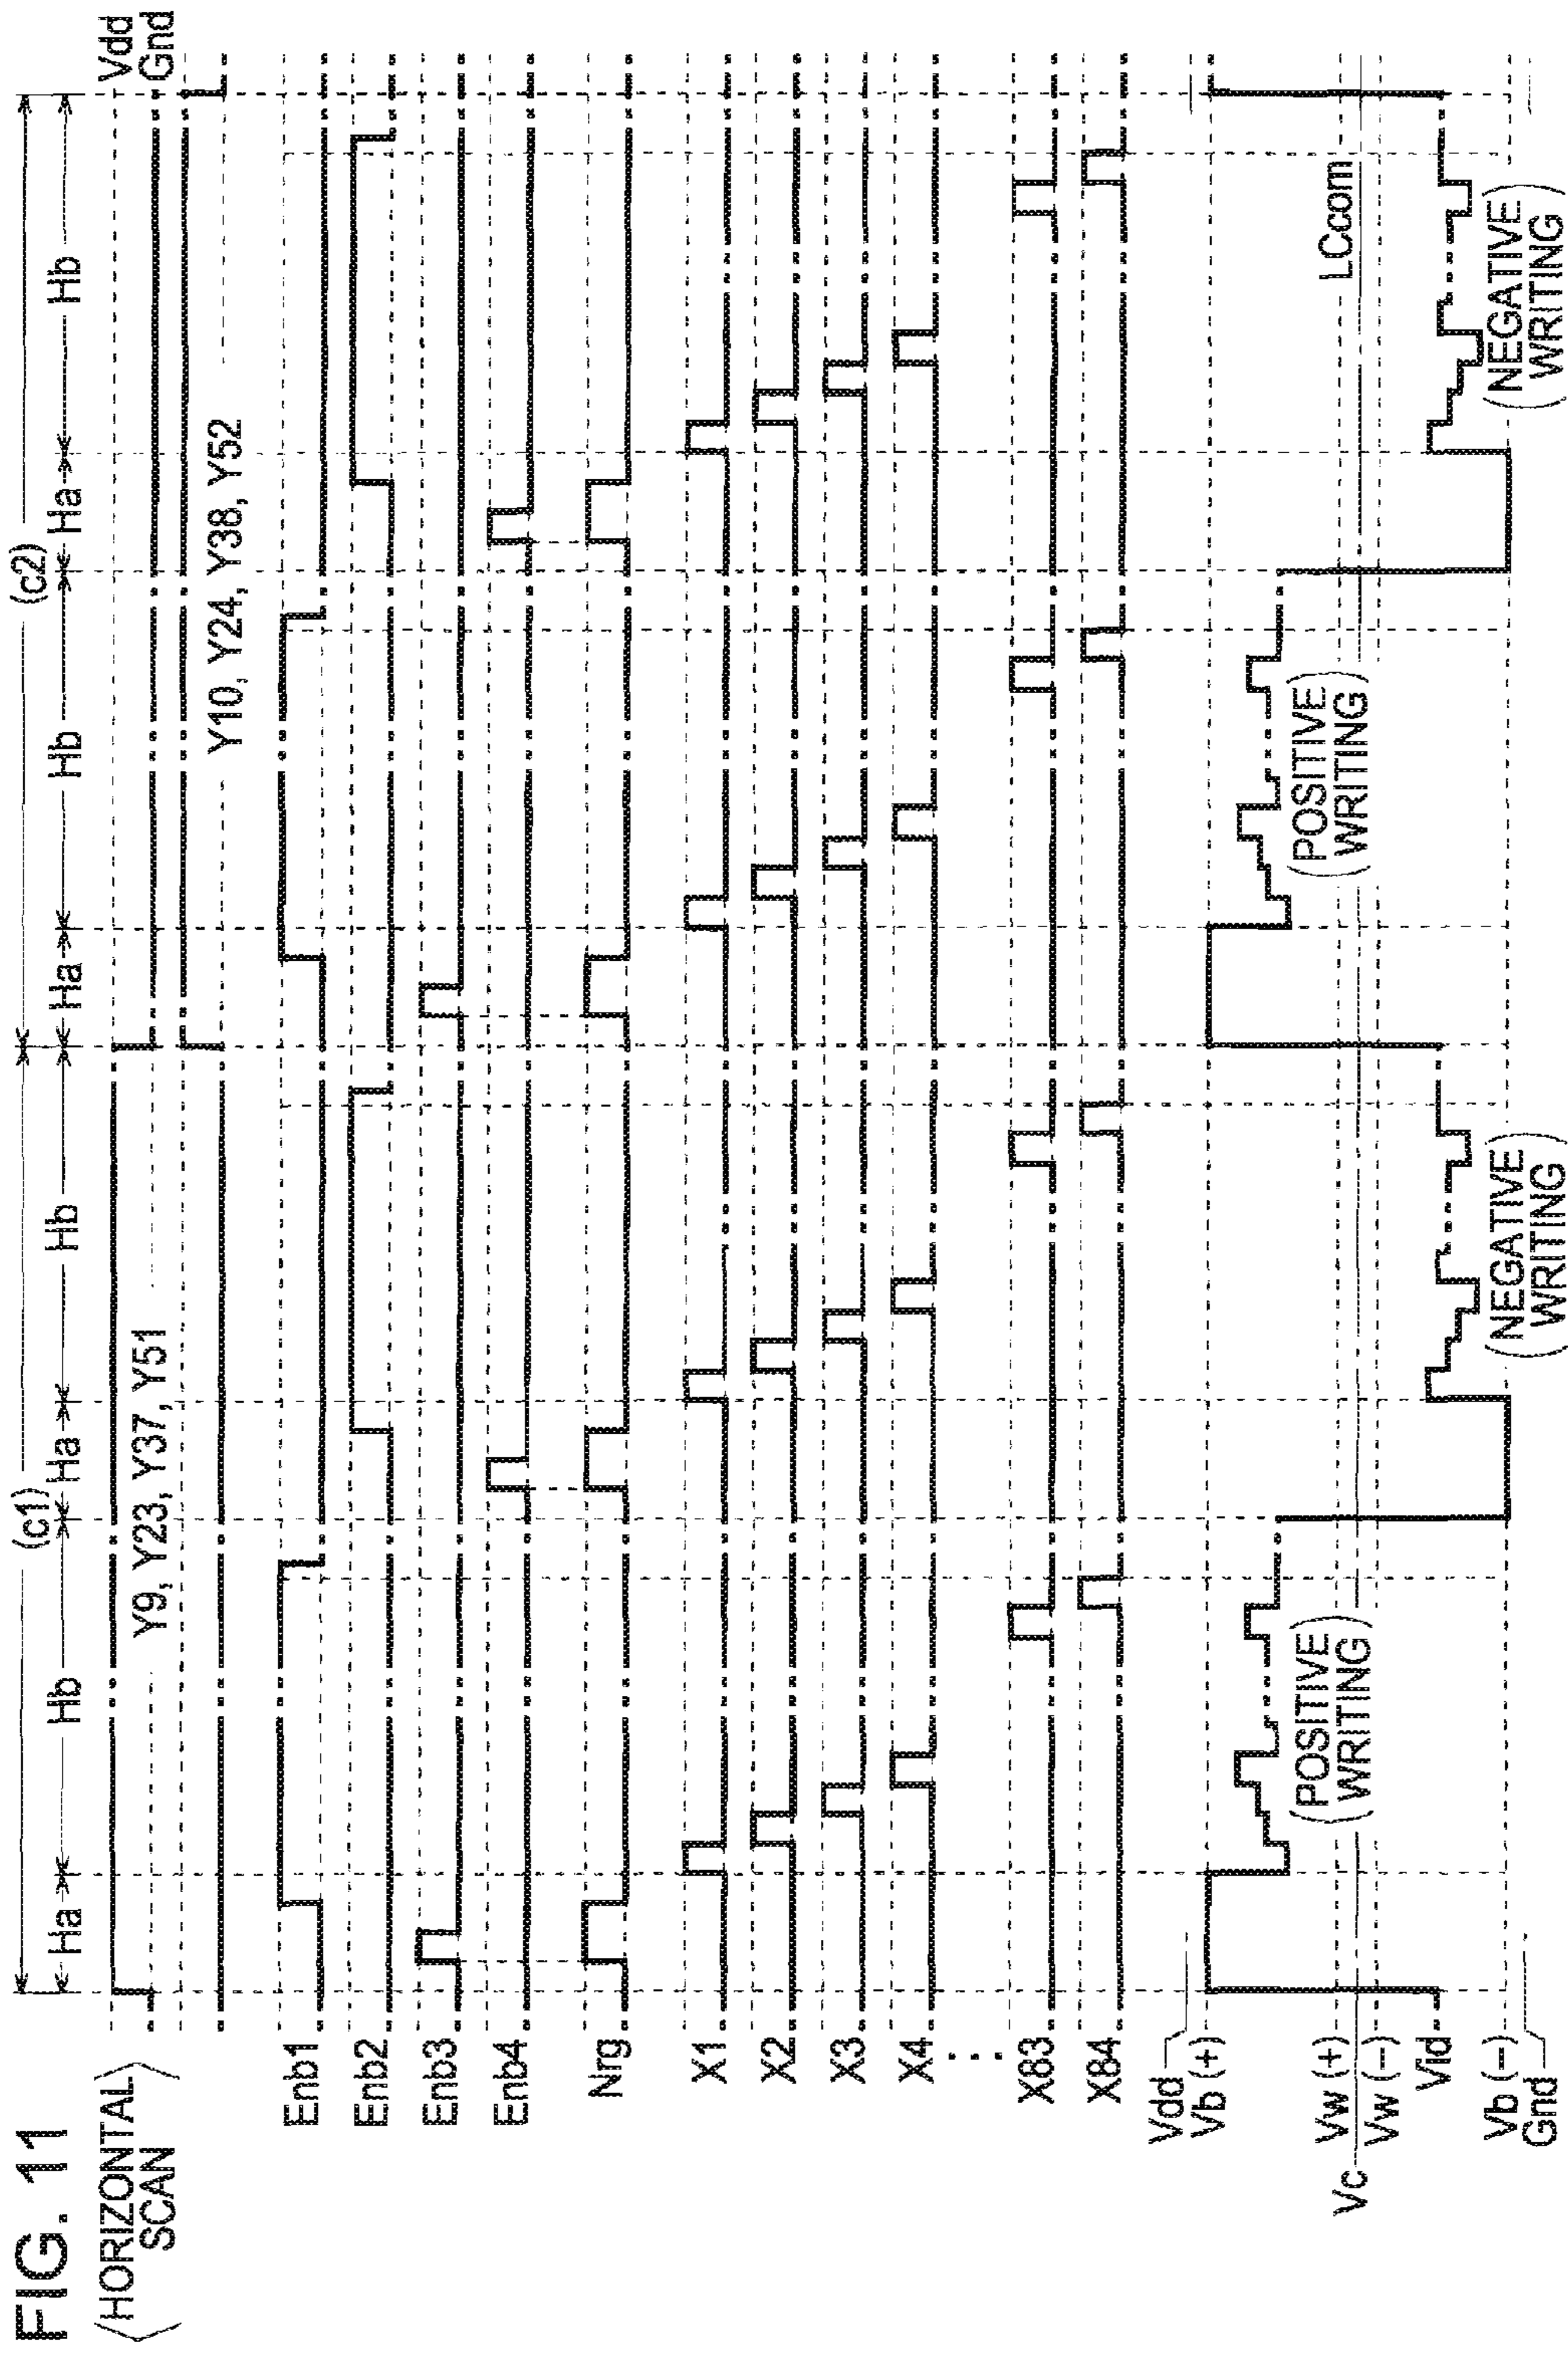 FIG. 11
⟨HORIZONTAL
SCAN⟩
(c1)
(c2)
Ha
Hb
Ha
Hb
Ha
Hb
Ha
Hb
Vdd
Gnd
Y9, Y23, Y37, Y51
Y10, Y24, Y38, Y52
Enb1
Enb2
Enb3
Enb4
Nrg
X1
X2
X3
X4
...
X83
X84
Vdd
Vb (+)
Vw (+)
Vc
Vw (−)
Vid
Vb (−)
Gnd
LCcom
(POSITIVE
WRITING)
(NEGATIVE
WRITING)
(POSITIVE
WRITING)
(NEGATIVE
WRITING)